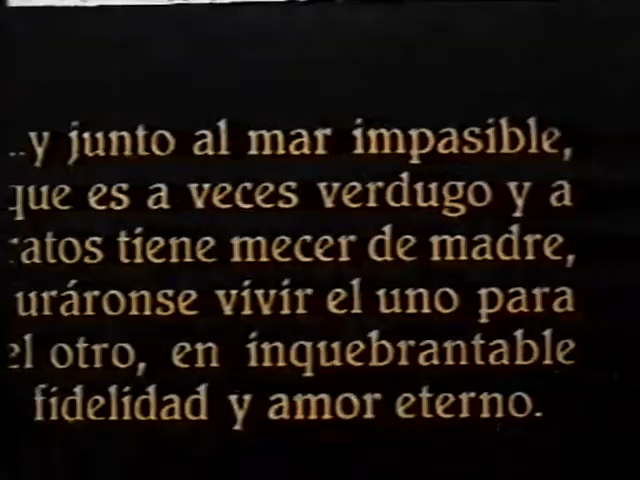 ..y junto al mar impasible,
que es a veces verdugo y a
ratos tiene mecer de madre,
uráronse vivir el uno para
el otro, en inquebrantable
fidelidad y amor eterno.